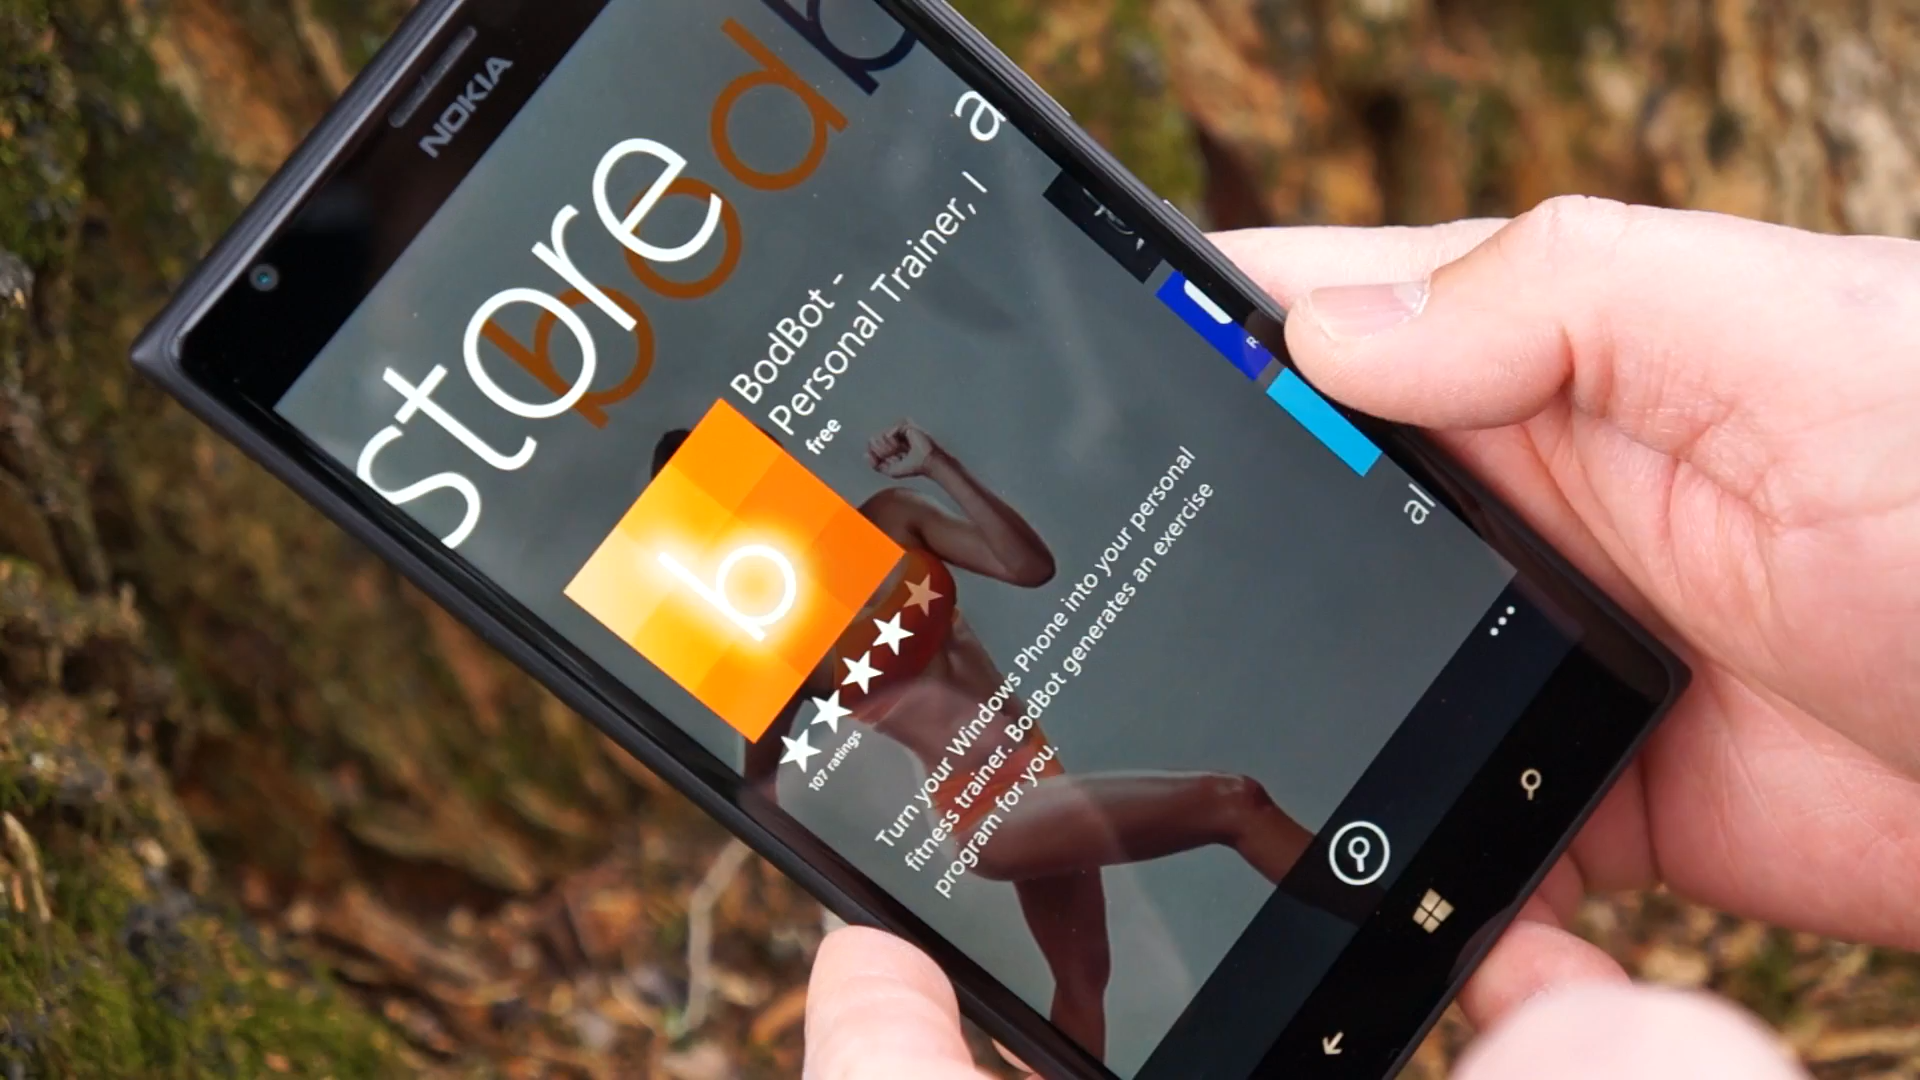 NOKIA
store
bodb
a
BodBot -
Personal Trainer, I
free
b
107 ratings
Turn your Windows Phone into your personal
fitness trainer. BodBot generates an exercise
program for you.
R
al